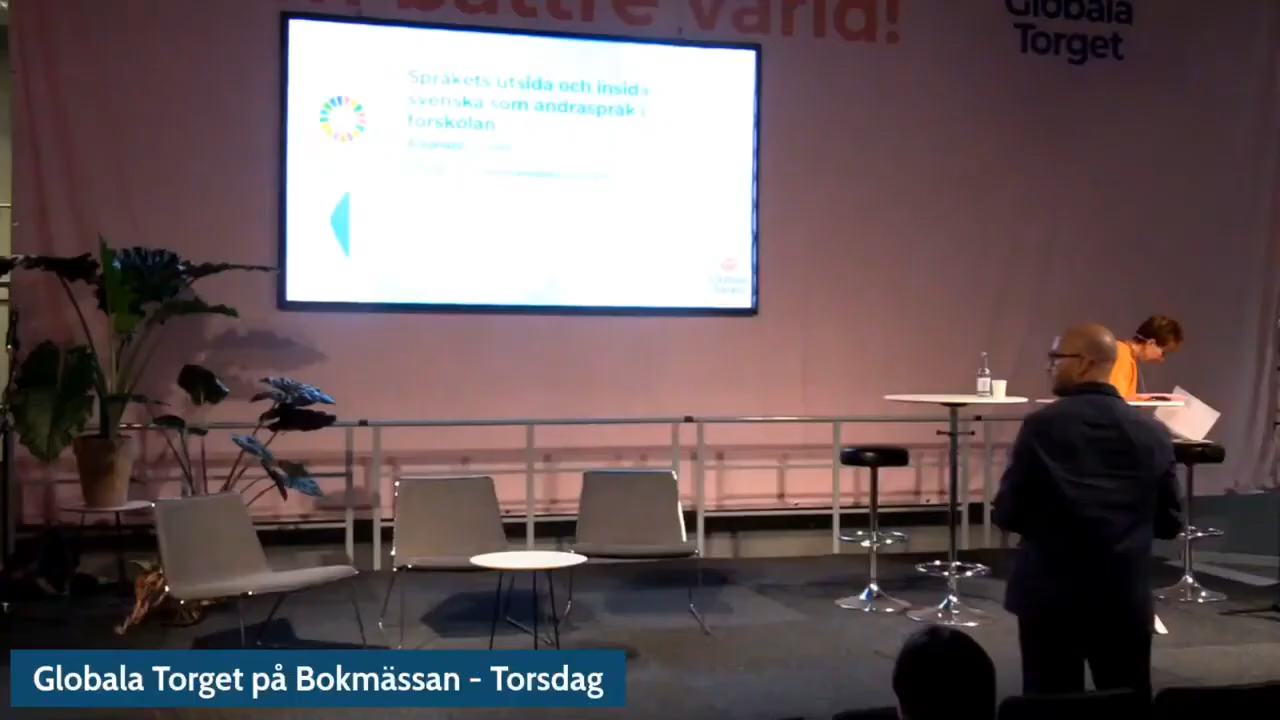 bättre värld!
Globala
Torget
Språkets utsida och insida
svenska som andraspråk i
förskolan
Globala Torget på Bokmässan - Torsdag